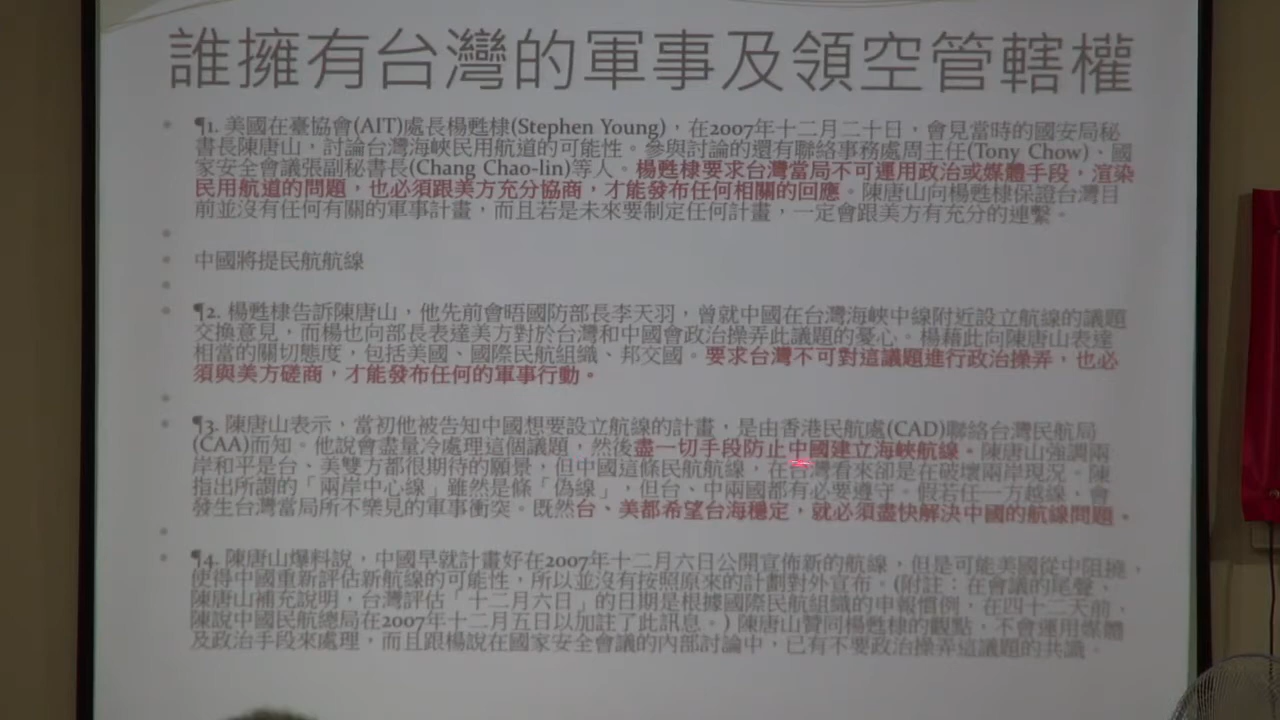 誰擁有台灣的軍事及領空管轄權
¶1. 美國在臺協會(AIT)處長楊甦棣(Stephen Young)，在2007年十二月二十日，會見當時的國安局秘
書長陳唐山，討論台灣海峽民用航道的可能性。參與討論的還有聯絡事務處周主任(Tony Chow)、國
家安全會議張副秘書長(Chang Chao-lin)等人。楊甦棣要求台灣當局不可運用政治或媒體手段，渲染
民用航道的問題，也必須跟美方充分協商，才能發布任何相關的回應。陳唐山向楊甦棣保證台灣目
前並沒有任何有關的軍事計畫，而且若是未來要制定任何計畫，一定會跟美方有充分的連繫。
中國將提民航航線
¶2. 楊甦棣告訴陳唐山，他先前會晤國防部長李天羽，曾就中國在台灣海峽中線附近設立航線的議題
交換意見，而楊也向部長表達美方對於台灣和中國會政治操弄此議題的憂心。楊藉此向陳唐山表達
相當的關切態度，包括美國、國際民航組織、邦交國。要求台灣不可對這議題進行政治操弄，也必
須與美方磋商，才能發布任何的軍事行動。
¶3. 陳唐山表示，當初他被告知中國想要設立航線的計畫，是由香港民航處(CAD)聯絡台灣民航局
(CAA)而知。他說會盡量冷處理這個議題，然後盡一切手段防止中國建立海峽航線。陳唐山強調兩
岸和平是台、美雙方都很期待的願景，但中國這條民航航線，在台灣看來卻是在破壞兩岸現況。陳
指出所謂的「兩岸中心線」雖然是條「偽線」，但台、中兩國都有必要遵守。假若任一方越線，會
發生台灣當局所不樂見的軍事衝突。既然台、美都希望台海穩定，就必須盡快解決中國的航線問題。
¶4. 陳唐山爆料說，中國早就計畫好在2007年十二月六日公開宣佈新的航線，但是可能美國從中阻撓，
使得中國重新評估新航線的可能性，所以並沒有按照原來的計劃對外宣布。(附註：在會議的尾聲、
陳唐山補充說明，台灣評估「十二月六日」的日期是根據國際民航組織的申報慣例，在四十二天前、
陳說中國民航總局在2007年十二月五日以加註了此訊息。) 陳唐山贊同楊甦棣的觀點，不會運用媒體
及政治手段來處理，而且跟楊說在國家安全會議的內部討論中，已有不要政治操弄這議題的共識。